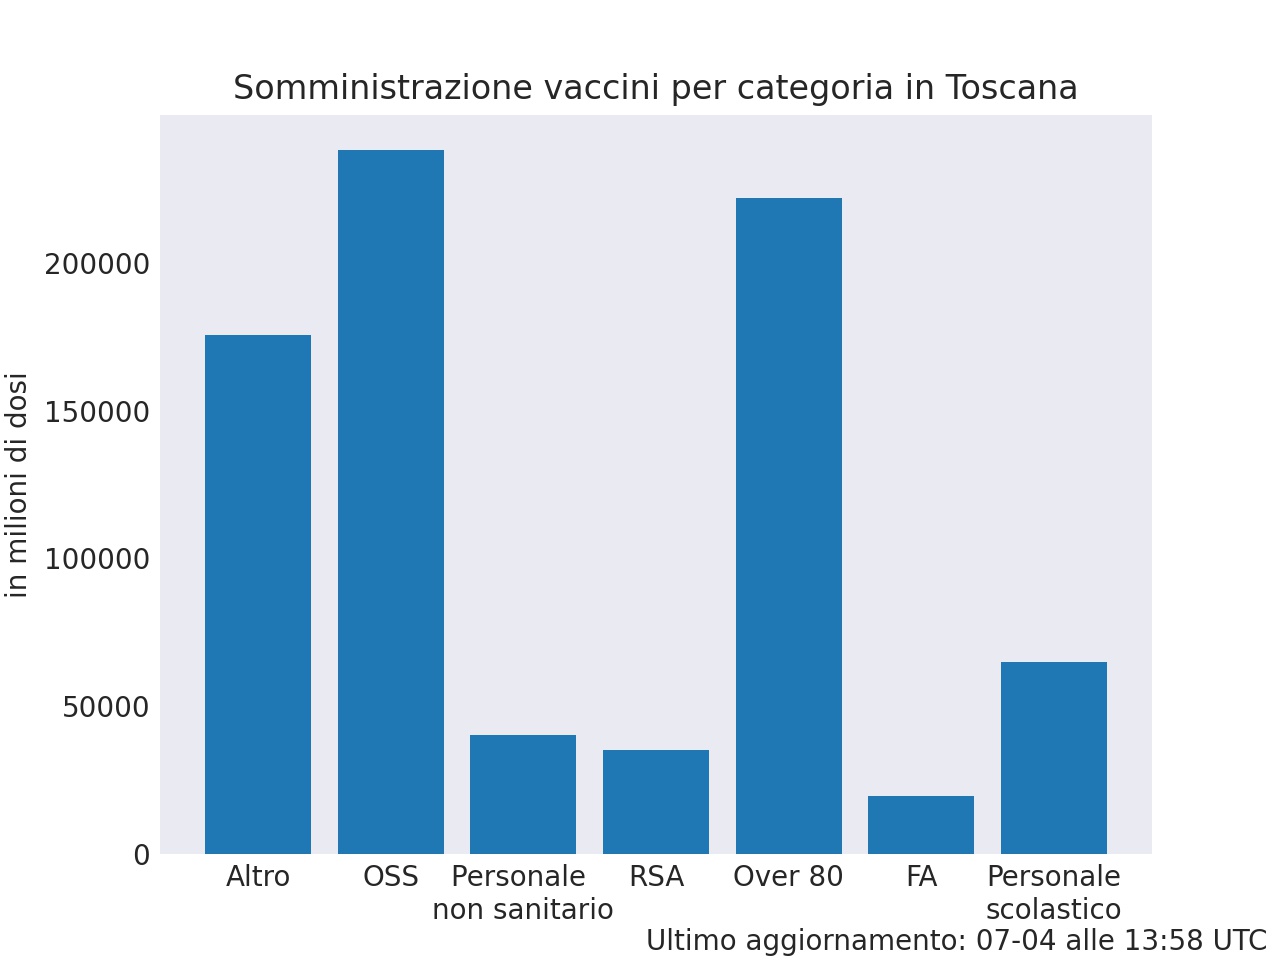 Somministrazione vaccini per categoria in Toscana
in milioni di dosi
200000
150000
100000
50000
0
Altro
OSS
Personale
non sanitario
RSA
Over 80
FA
Personale
scolastico
Ultimo aggiornamento: 07-04 alle 13:58 UTC